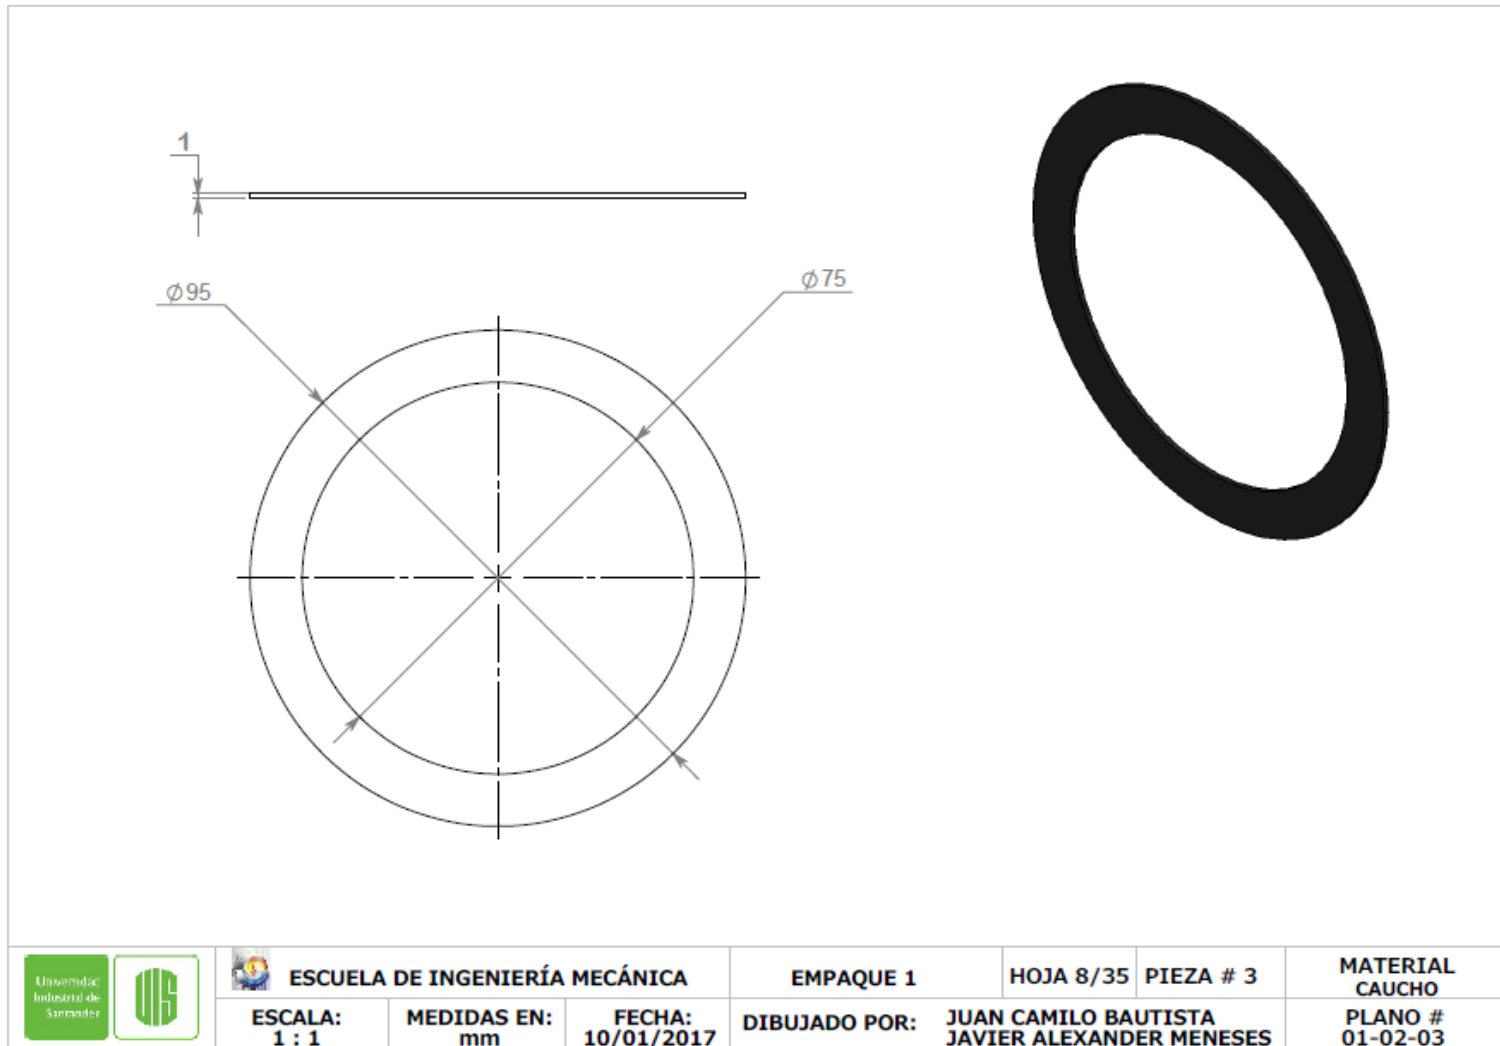 1
Ø95
Ø75
Universidad
Industrial de
Santander
UIS
ESCUELA DE INGENIERÍA MECÁNICA
EMPAQUE 1
HOJA 8/35
PIEZA # 3
MATERIAL
CAUCHO
ESCALA:
1 : 1
MEDIDAS EN:
mm
FECHA:
10/01/2017
DIBUJADO POR:
JUAN CAMILO BAUTISTA
JAVIER ALEXANDER MENESES
PLANO #
01-02-03